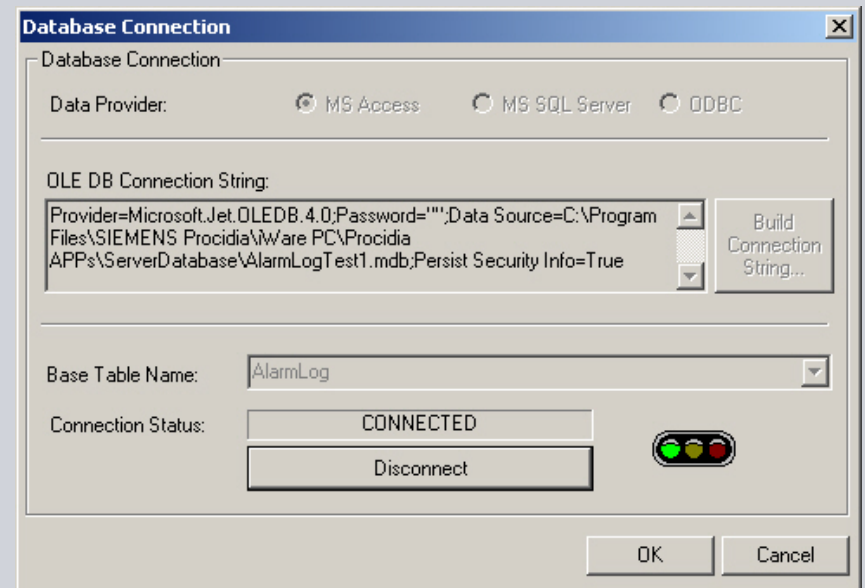 Database Connection
Database Connection
Data Provider: MS Access MS SQL Server ODBC
OLE DB Connection String:
Provider=Microsoft.Jet.OLEDB.4.0;Password="";Data Source=C:\Program
Files\SIEMENS Procidia\iWare PC\Procidia
APPs\ServerDatabase\AlarmLogTest1.mdb;Persist Security Info=True
Build
Connection
String...
Base Table Name: AlarmLog
Connection Status: CONNECTED
Disconnect
OK Cancel